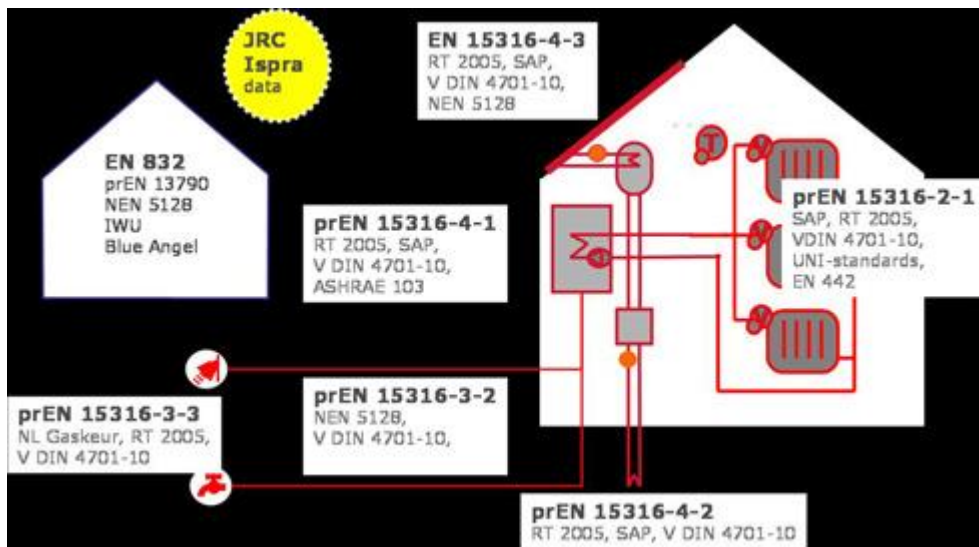 JRC
Ispra
data
EN 832
prEN 13790
NEN 5128
IWU
Blue Angel
EN 15316-4-3
RT 2005, SAP,
V DIN 4701-10,
NEN 5128
prEN 15316-4-1
RT 2005, SAP,
V DIN 4701-10,
ASHRAE 103
T
prEN 15316-2-1
SAP, RT 2005,
VDIN 4701-10,
UNI-standards,
EN 442
prEN 15316-3-3
NL Gaskeur, RT 2005,
V DIN 4701-10
prEN 15316-3-2
NEN 5128,
V DIN 4701-10,
prEN 15316-4-2
RT 2005, SAP, V DIN 4701-10